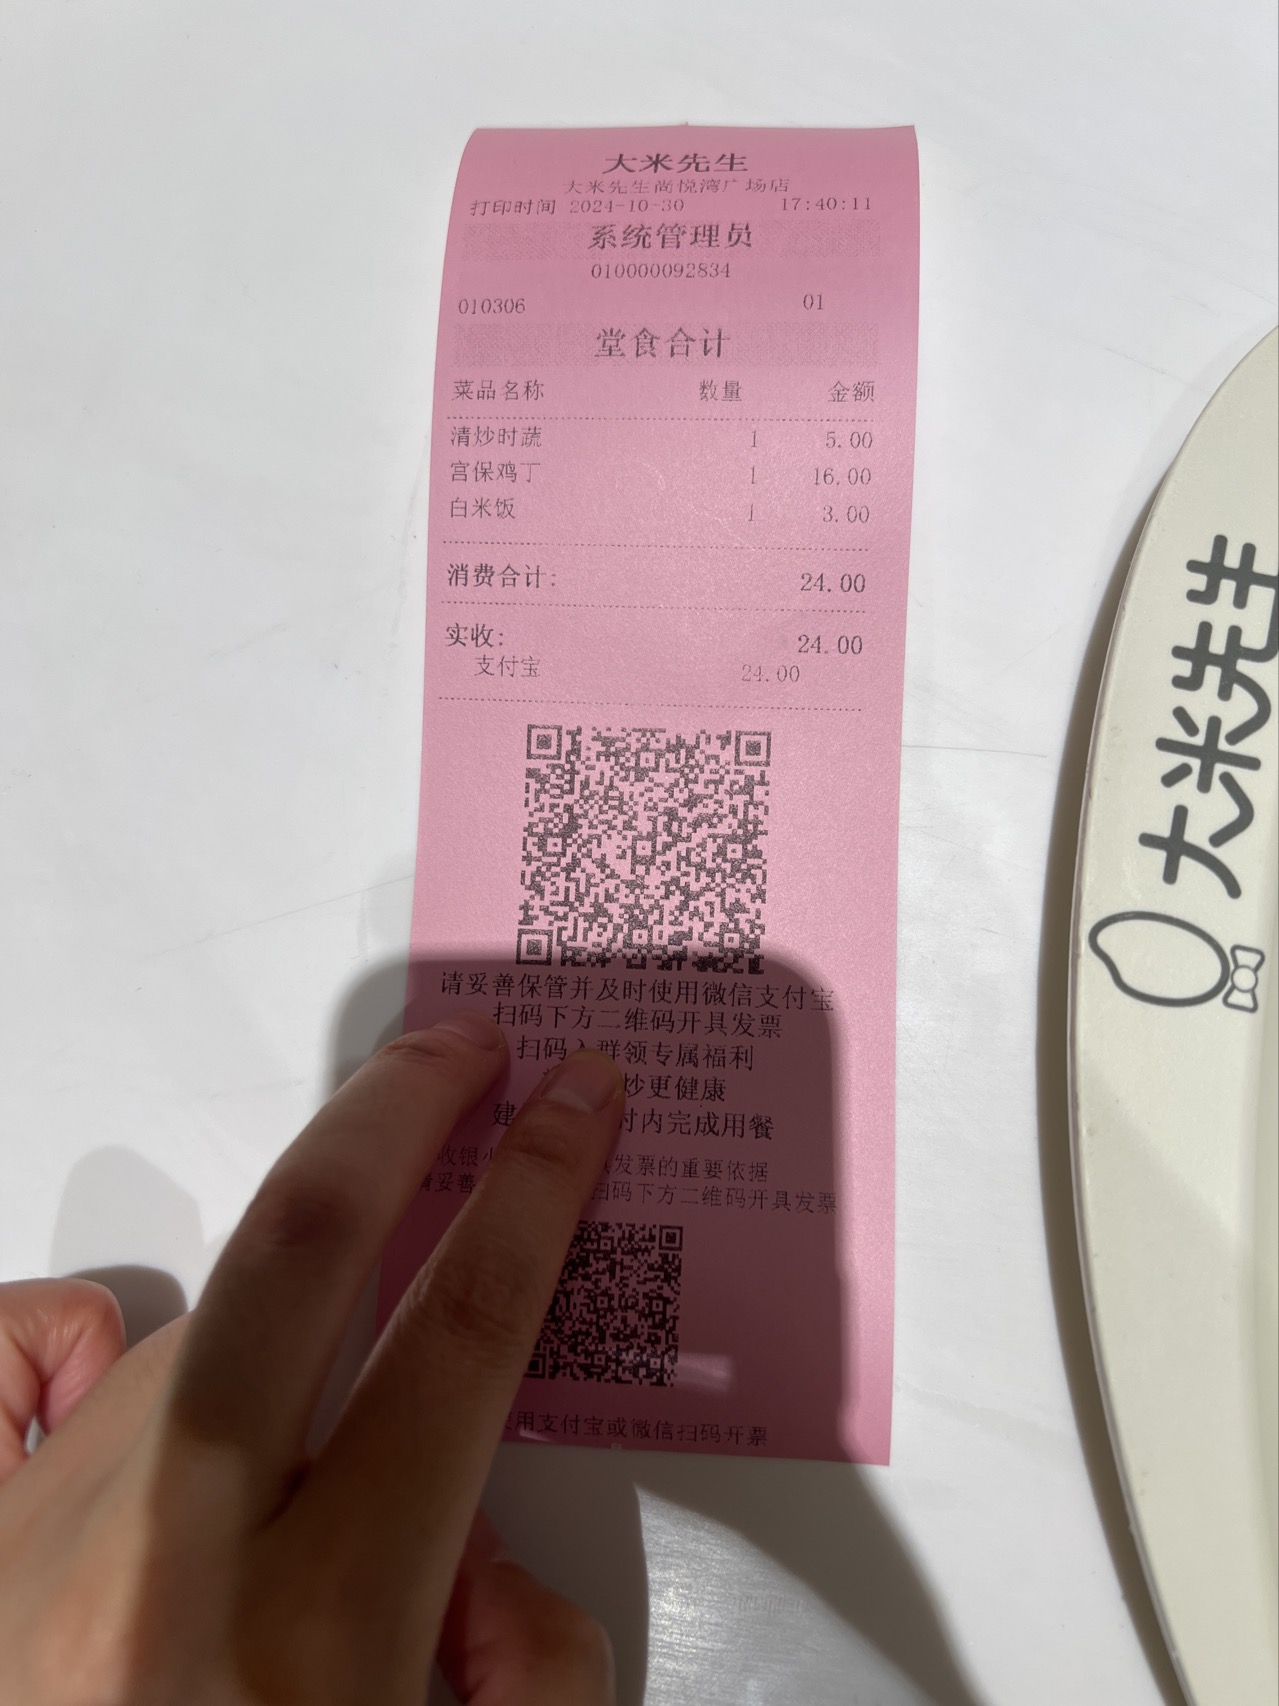 大米先生
大米先生尚悦湾广场店
打印时间 2024-10-30 17:40:11
系统管理员
010000092834
010306 01
堂食合计
菜品名称 数量 金额
清炒时蔬 1 5.00
宫保鸡丁 1 16.00
白米饭 1 3.00
消费合计: 24.00
实收: 24.00
支付宝 24.00
请妥善保管并及时使用微信支付宝
扫码下方二维码开具发票
扫码入群领专属福利
炒更健康
建 时内完成用餐
收银 发票的重要依据
请妥善 扫码下方二维码开具发票
用支付宝或微信扫码开票
大米先生